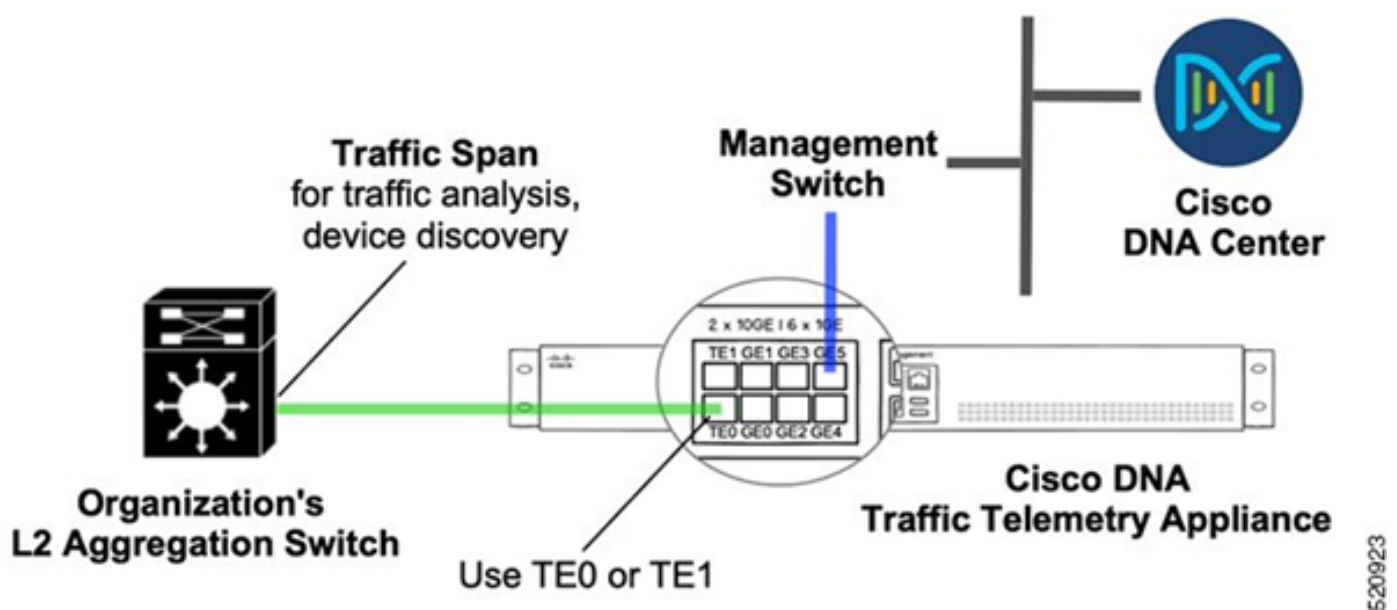 Traffic Span
for traffic analysis,
device discovery
Management
Switch
Cisco
DNA Center
2 x 10GE | 6 x 1GE
TE1 GE1 GE3 GE5
TE0 GE0 GE2 GE4
Organization's
L2 Aggregation Switch
Use TE0 or TE1
Cisco DNA
Traffic Telemetry Appliance
520923